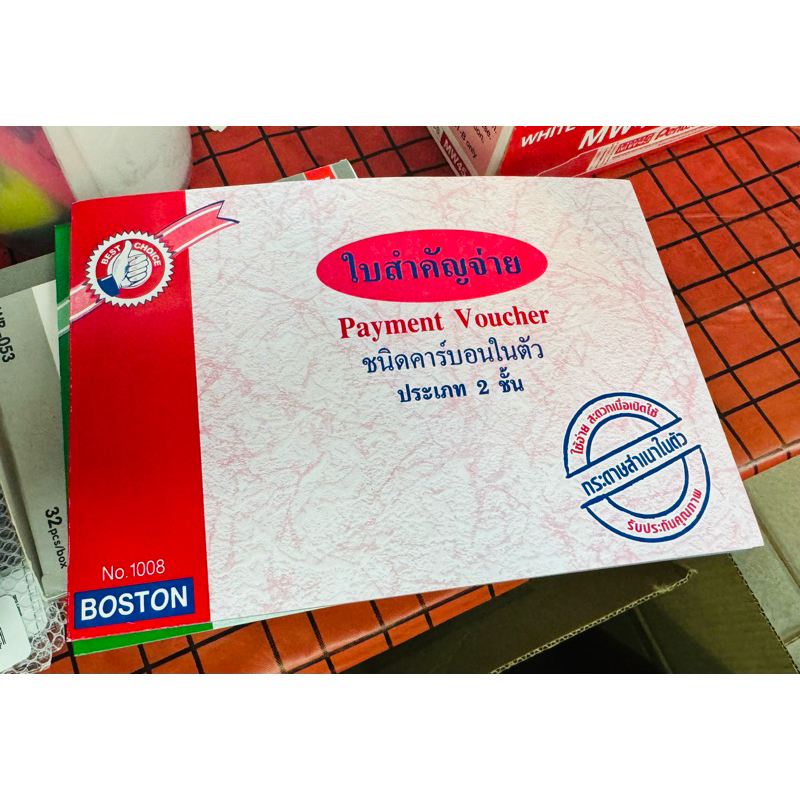 WHITE
MW
MW85
B only
BEST CHOICE
ใบสำคัญจ่าย
Payment Voucher
ชนิดคาร์บอนในตัว
ประเภท 2 ชั้น
ใช้ง่าย สะดวกเมื่อเปิดใช้
กระดาษสำเนาในตัว
รับประกันคุณภาพ
No.1008
BOSTON
32pcs/box